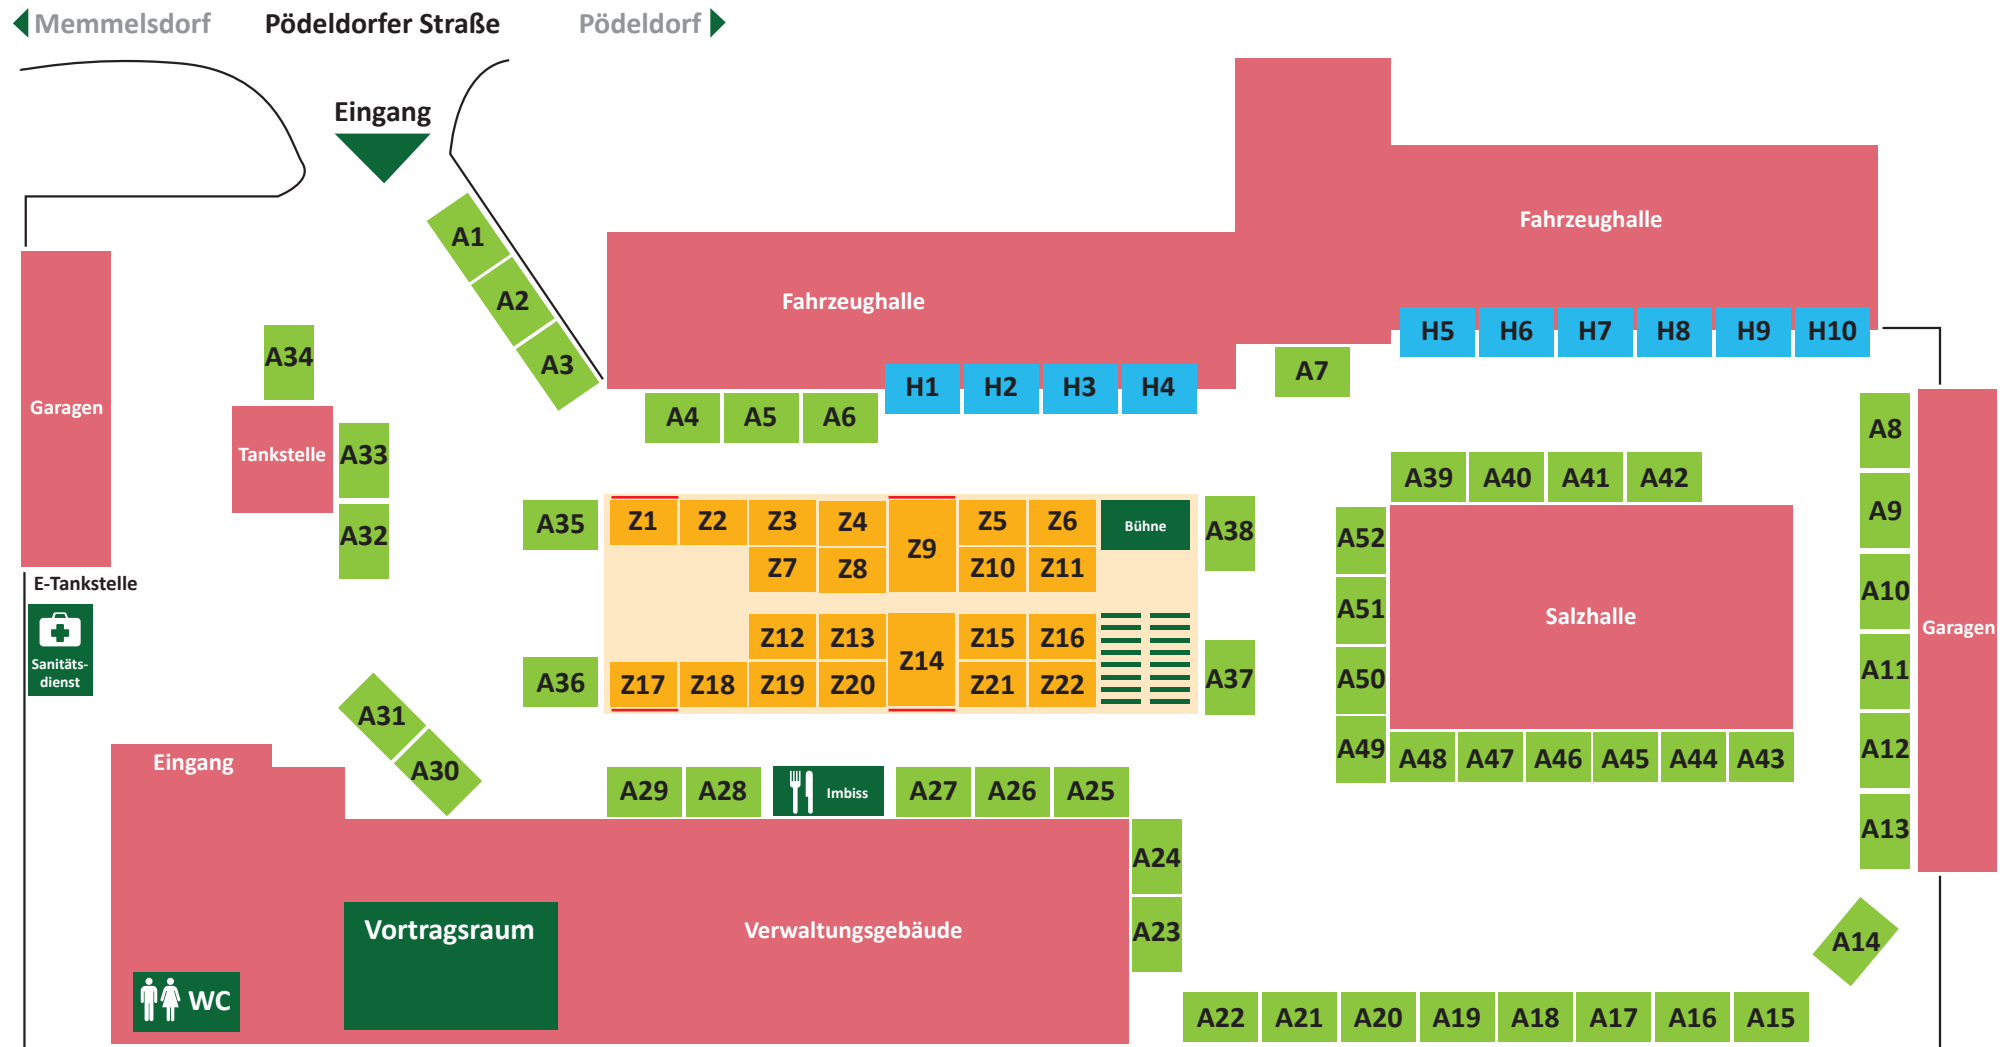 Memmelsdorf Pödeldorfer Straße Pödeldorf
Eingang
A1
A2
A3
Fahrzeughalle
Fahrzeughalle
H5 H6 H7 H8 H9 H10
H1 H2 H3 H4
A7
A4 A5 A6
A34
Garagen
Tankstelle
A33
A32
E-Tankstelle
Sanitäts-
dienst
A35
A36
Z1 Z2 Z3 Z4 Z9 Z5 Z6 Bühne
Z7 Z8 Z10 Z11
Z12 Z13 Z14 Z15 Z16
Z17 Z18 Z19 Z20 Z21 Z22
A38
A37
A39 A40 A41 A42
A52
A51
A50
A49
Salzhalle
A48 A47 A46 A45 A44 A43
A8
A9
A10
A11
A12
A13
Garagen
A14
A31
A30
Eingang
A29 A28 Imbiss A27 A26 A25
A24
A23
Vortragsraum
Verwaltungsgebäude
WC
A22 A21 A20 A19 A18 A17 A16 A15